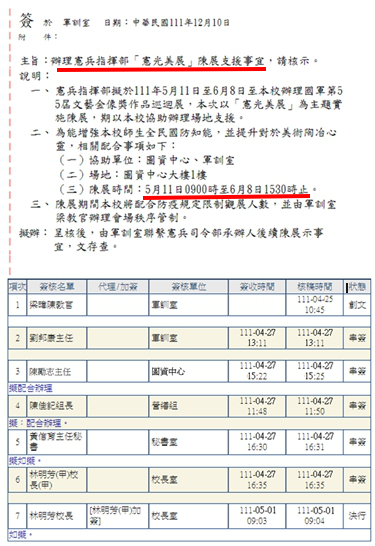 簽 於 軍訓室 日期：中華民國111年12月10日
附 件：
主旨：辦理憲兵指揮部「憲光美展」陳展支援事宜，請核示。
說明：
一、憲兵指揮部擬於111年5月11日至6月8日至本校辦理國軍第5
5屆文藝金像獎作品巡迴展，本次以「憲光美展」為主題實
施陳展，期以本校協助辦理場地支援。
二、為能增強本校師生全民國防知能，並提升對於美術陶冶心
靈，相關配合事項如下：
（一）協助單位：圖資中心、軍訓室
（二）場地：圖資中心大樓1樓
（三）陳展時間：5月11日0900時至6月8日1530時止。
三、陳展期間本校將配合防疫規定限制觀展人數，並由軍訓室
梁教官辦理會場秩序管制。
擬辦：呈核後，由軍訓室聯繫憲兵司令部承辦人後續陳展示事
宜，文存查。
項次 簽核名單 代理/加簽 簽核單位 簽收時間 核稿時間 狀態
1 梁暐陳教官 軍訓室 111-04-25 10:45 創文
2 劉邦康主任 軍訓室 111-04-27 13:11 111-04-27 13:11 串簽
3 陳勵志主任 圖資中心 111-04-27 15:22 111-04-27 15:25 串簽
擬配合辦理
4 陳佳記組長 營繕組 111-04-27 11:48 111-04-27 11:50 串簽
擬：配合辦理。
5 黃信育主任秘書 秘書室 111-04-27 16:30 111-04-27 16:31 串簽
擬如擬。
6 林明芳(甲)校長(甲) 校長室 111-04-27 16:35 111-04-27 16:35 串簽
7 林明芳校長 [林明芳(甲)加簽] 校長室 111-05-01 09:03 111-05-01 09:04 決行
如擬。